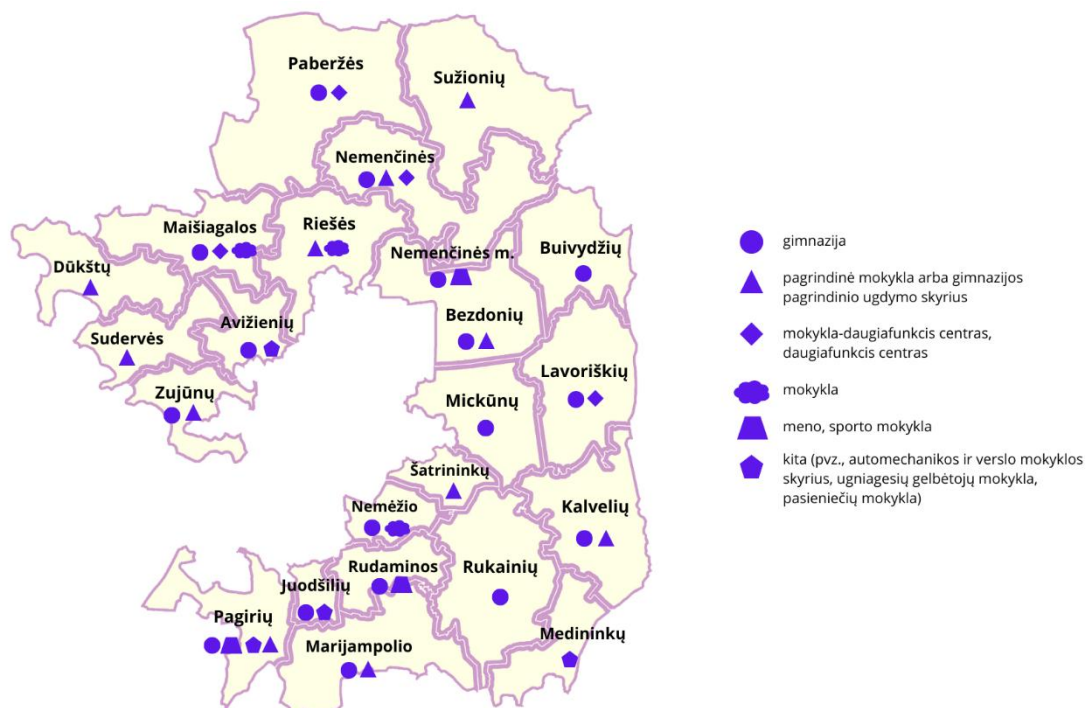 Paberžės
Sužionių
Nemenčinės
Maišiagalos
Riešės
Nemenčinės m.
Buivydžių
Dūkštų
Avižienių
Bezdonių
Sudervės
Lavoriškių
Zujūnų
Mickūnų
Šatrininkų
Nemėžio
Kalvelių
Rudaminos
Rukainių
Juodšilių
Pagirių
Marijampolio
Medininkų
gimnazija
pagrindinė mokykla arba gimnazijos
pagrindinio ugdymo skyrius
mokykla-daugiafunkcis centras,
daugiafunkcis centras
mokykla
meno, sporto mokykla
kita (pvz., automechanikos ir verslo mokyklos
skyrius, ugniagesių gelbėtojų mokykla,
pasieniečių mokykla)